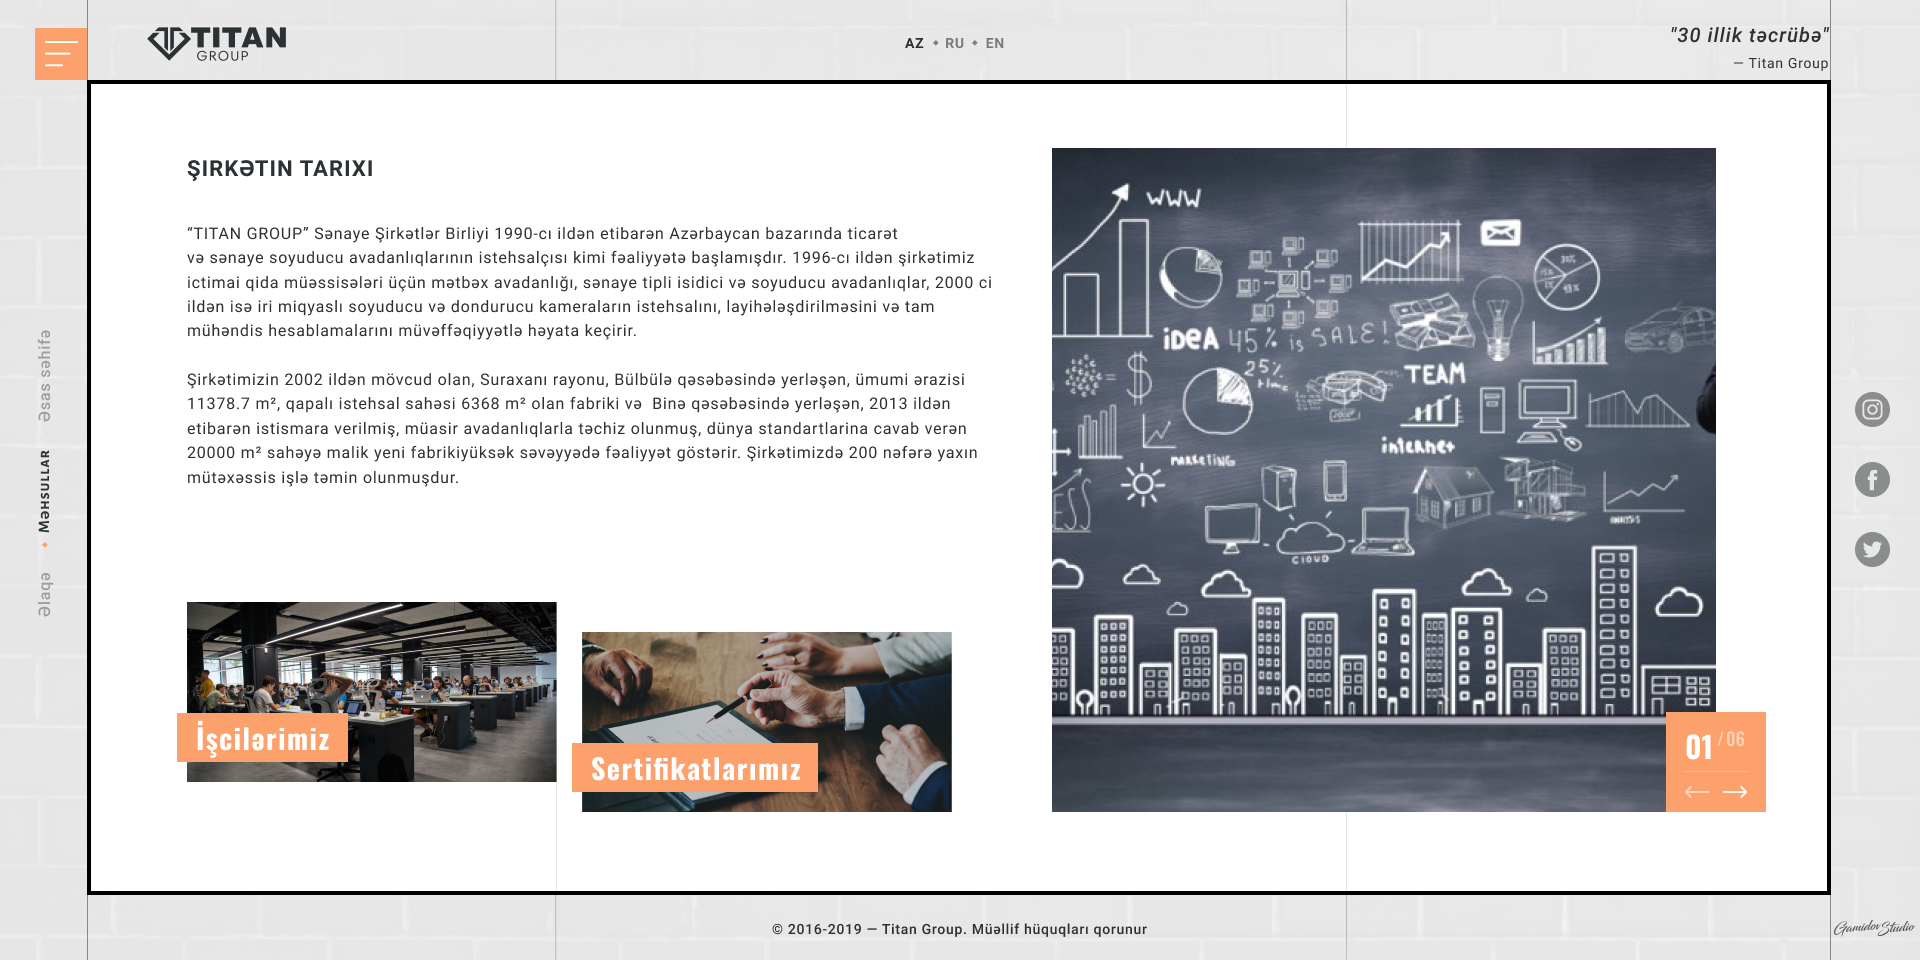 TITAN
GROUP
AZ
RU
EN
"30 illik təcrübə"
— Titan Group
ŞIRKƏTIN TARIXI
“TITAN GROUP” Sənaye Şirkətlər Birliyi 1990-cı ildən etibarən Azərbaycan bazarında ticarət
və sənaye soyuducu avadanlıqlarının istehsalçısı kimi fəaliyyətə başlamışdır. 1996-cı ildən şirkətimiz
ictimai qida müəssisələri üçün mətbəx avadanlığı, sənaye tipli isidici və soyuducu avadanlıqlar, 2000 ci
ildən isə iri miqyaslı soyuducu və dondurucu kameraların istehsalını, layihələşdirilməsini və tam
mühəndis hesablamalarını müvəffəqiyyətlə həyata keçirir.
Şirkətimizin 2002 ildən mövcud olan, Suraxanı rayonu, Bülbülə qəsəbəsində yerləşən, ümumi ərazisi
11378.7 m², qapalı istehsal sahəsi 6368 m² olan fabriki və  Binə qəsəbəsində yerləşən, 2013 ildən
etibarən istismara verilmiş, müasir avadanlıqlarla təchiz olunmuş, dünya standartlarina cavab verən
20000 m² sahəyə malik yeni fabrikiyüksək səvəyyədə fəaliyyət göstərir. Şirkətimizdə 200 nəfərə yaxın
mütəxəssis işlə təmin olunmuşdur.
İşcilərimiz
Sertifikatlarımız
WWW
30%
iDEA 45% is SALE!
25%
TEAM
internet
MARKETING
ANALYSIS
CLOUD
01 / 06
Əsas səhifə
MƏHSULLAR
Əlaqə
© 2016-2019 — Titan Group. Müəllif hüquqları qorunur
Gamidov Studio